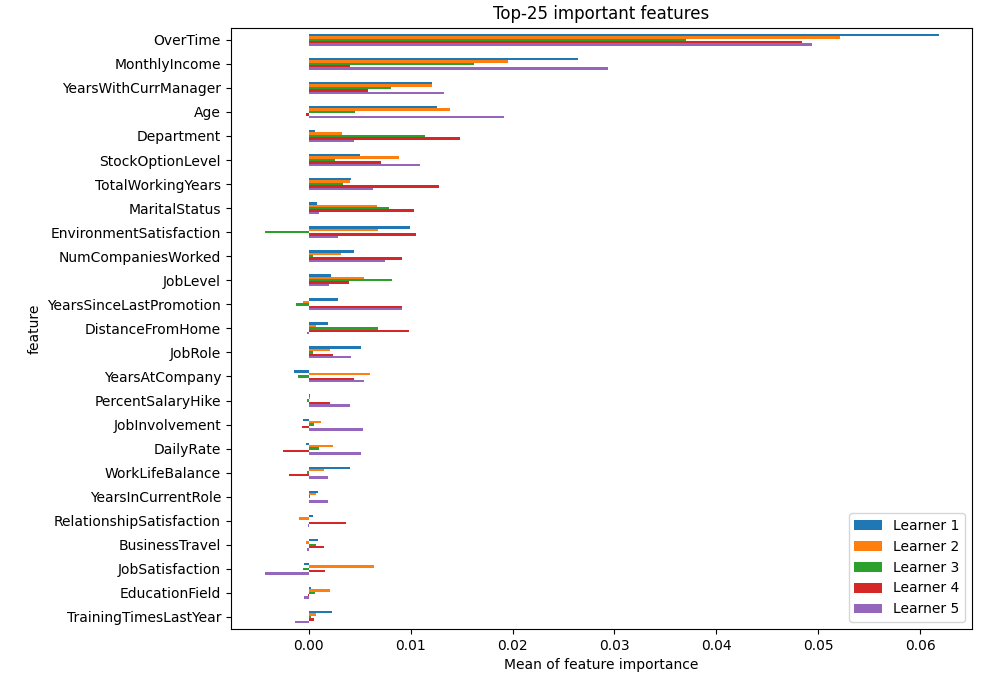 Top-25 important features
OverTime
MonthlyIncome
YearsWithCurrManager
Age
Department
StockOptionLevel
TotalWorkingYears
MaritalStatus
EnvironmentSatisfaction
NumCompaniesWorked
JobLevel
YearsSinceLastPromotion
DistanceFromHome
JobRole
YearsAtCompany
PercentSalaryHike
JobInvolvement
DailyRate
WorkLifeBalance
YearsInCurrentRole
RelationshipSatisfaction
BusinessTravel
JobSatisfaction
EducationField
TrainingTimesLastYear
feature
Learner 1
Learner 2
Learner 3
Learner 4
Learner 5
0.00 0.01 0.02 0.03 0.04 0.05 0.06
Mean of feature importance